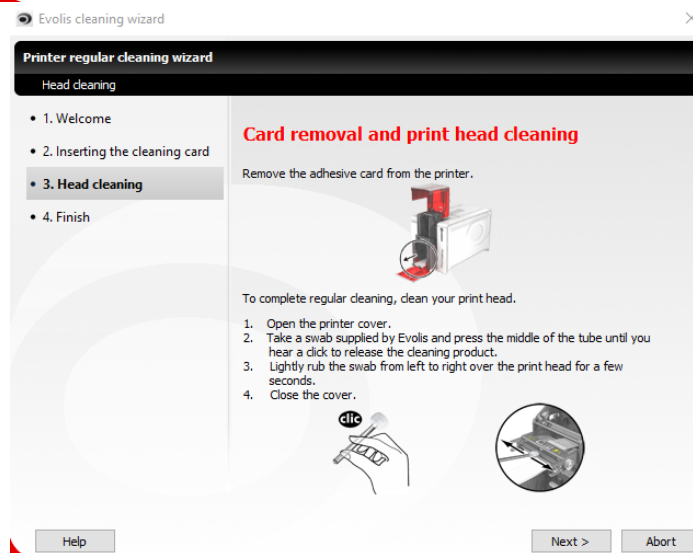 Evolis cleaning wizard
Printer regular cleaning wizard
Head cleaning
• 1. Welcome
• 2. Inserting the cleaning card
• 3. Head cleaning
• 4. Finish
Card removal and print head cleaning
Remove the adhesive card from the printer.
To complete regular cleaning, clean your print head.
1. Open the printer cover.
2. Take a swab supplied by Evolis and press the middle of the tube until you
hear a click to release the cleaning product.
3. Lightly rub the swab from left to right over the print head for a few
seconds.
4. Close the cover.
clic
Help
Next >
Abort